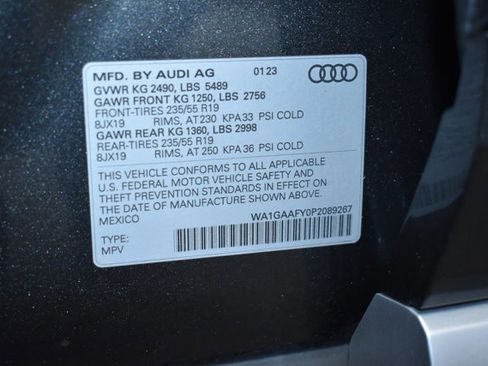 MFD. BY AUDI AG 01 23
GVWR KG 2490, LBS 5489
GAWR FRONT KG 1250, LBS 2756
FRONT-TIRES 235/55 R19
8JX19 RIMS, AT 230 KPA 33 PSI COLD
GAWR REAR KG 1360, LBS 2998
REAR-TIRES 235/55 R19
8JX19 RIMS, AT 250 KPA 36 PSI COLD
THIS VEHICLE CONFORMS TO ALL APPLICABLE
U.S. FEDERAL MOTOR VEHICLE SAFETY AND
THEFT PREVENTION STANDARDS IN EFFECT ON
THE DATE OF MANUFACTURE SHOWN ABOVE.
MEXICO
WA1GAAFY0P2089267
TYPE:
MPV